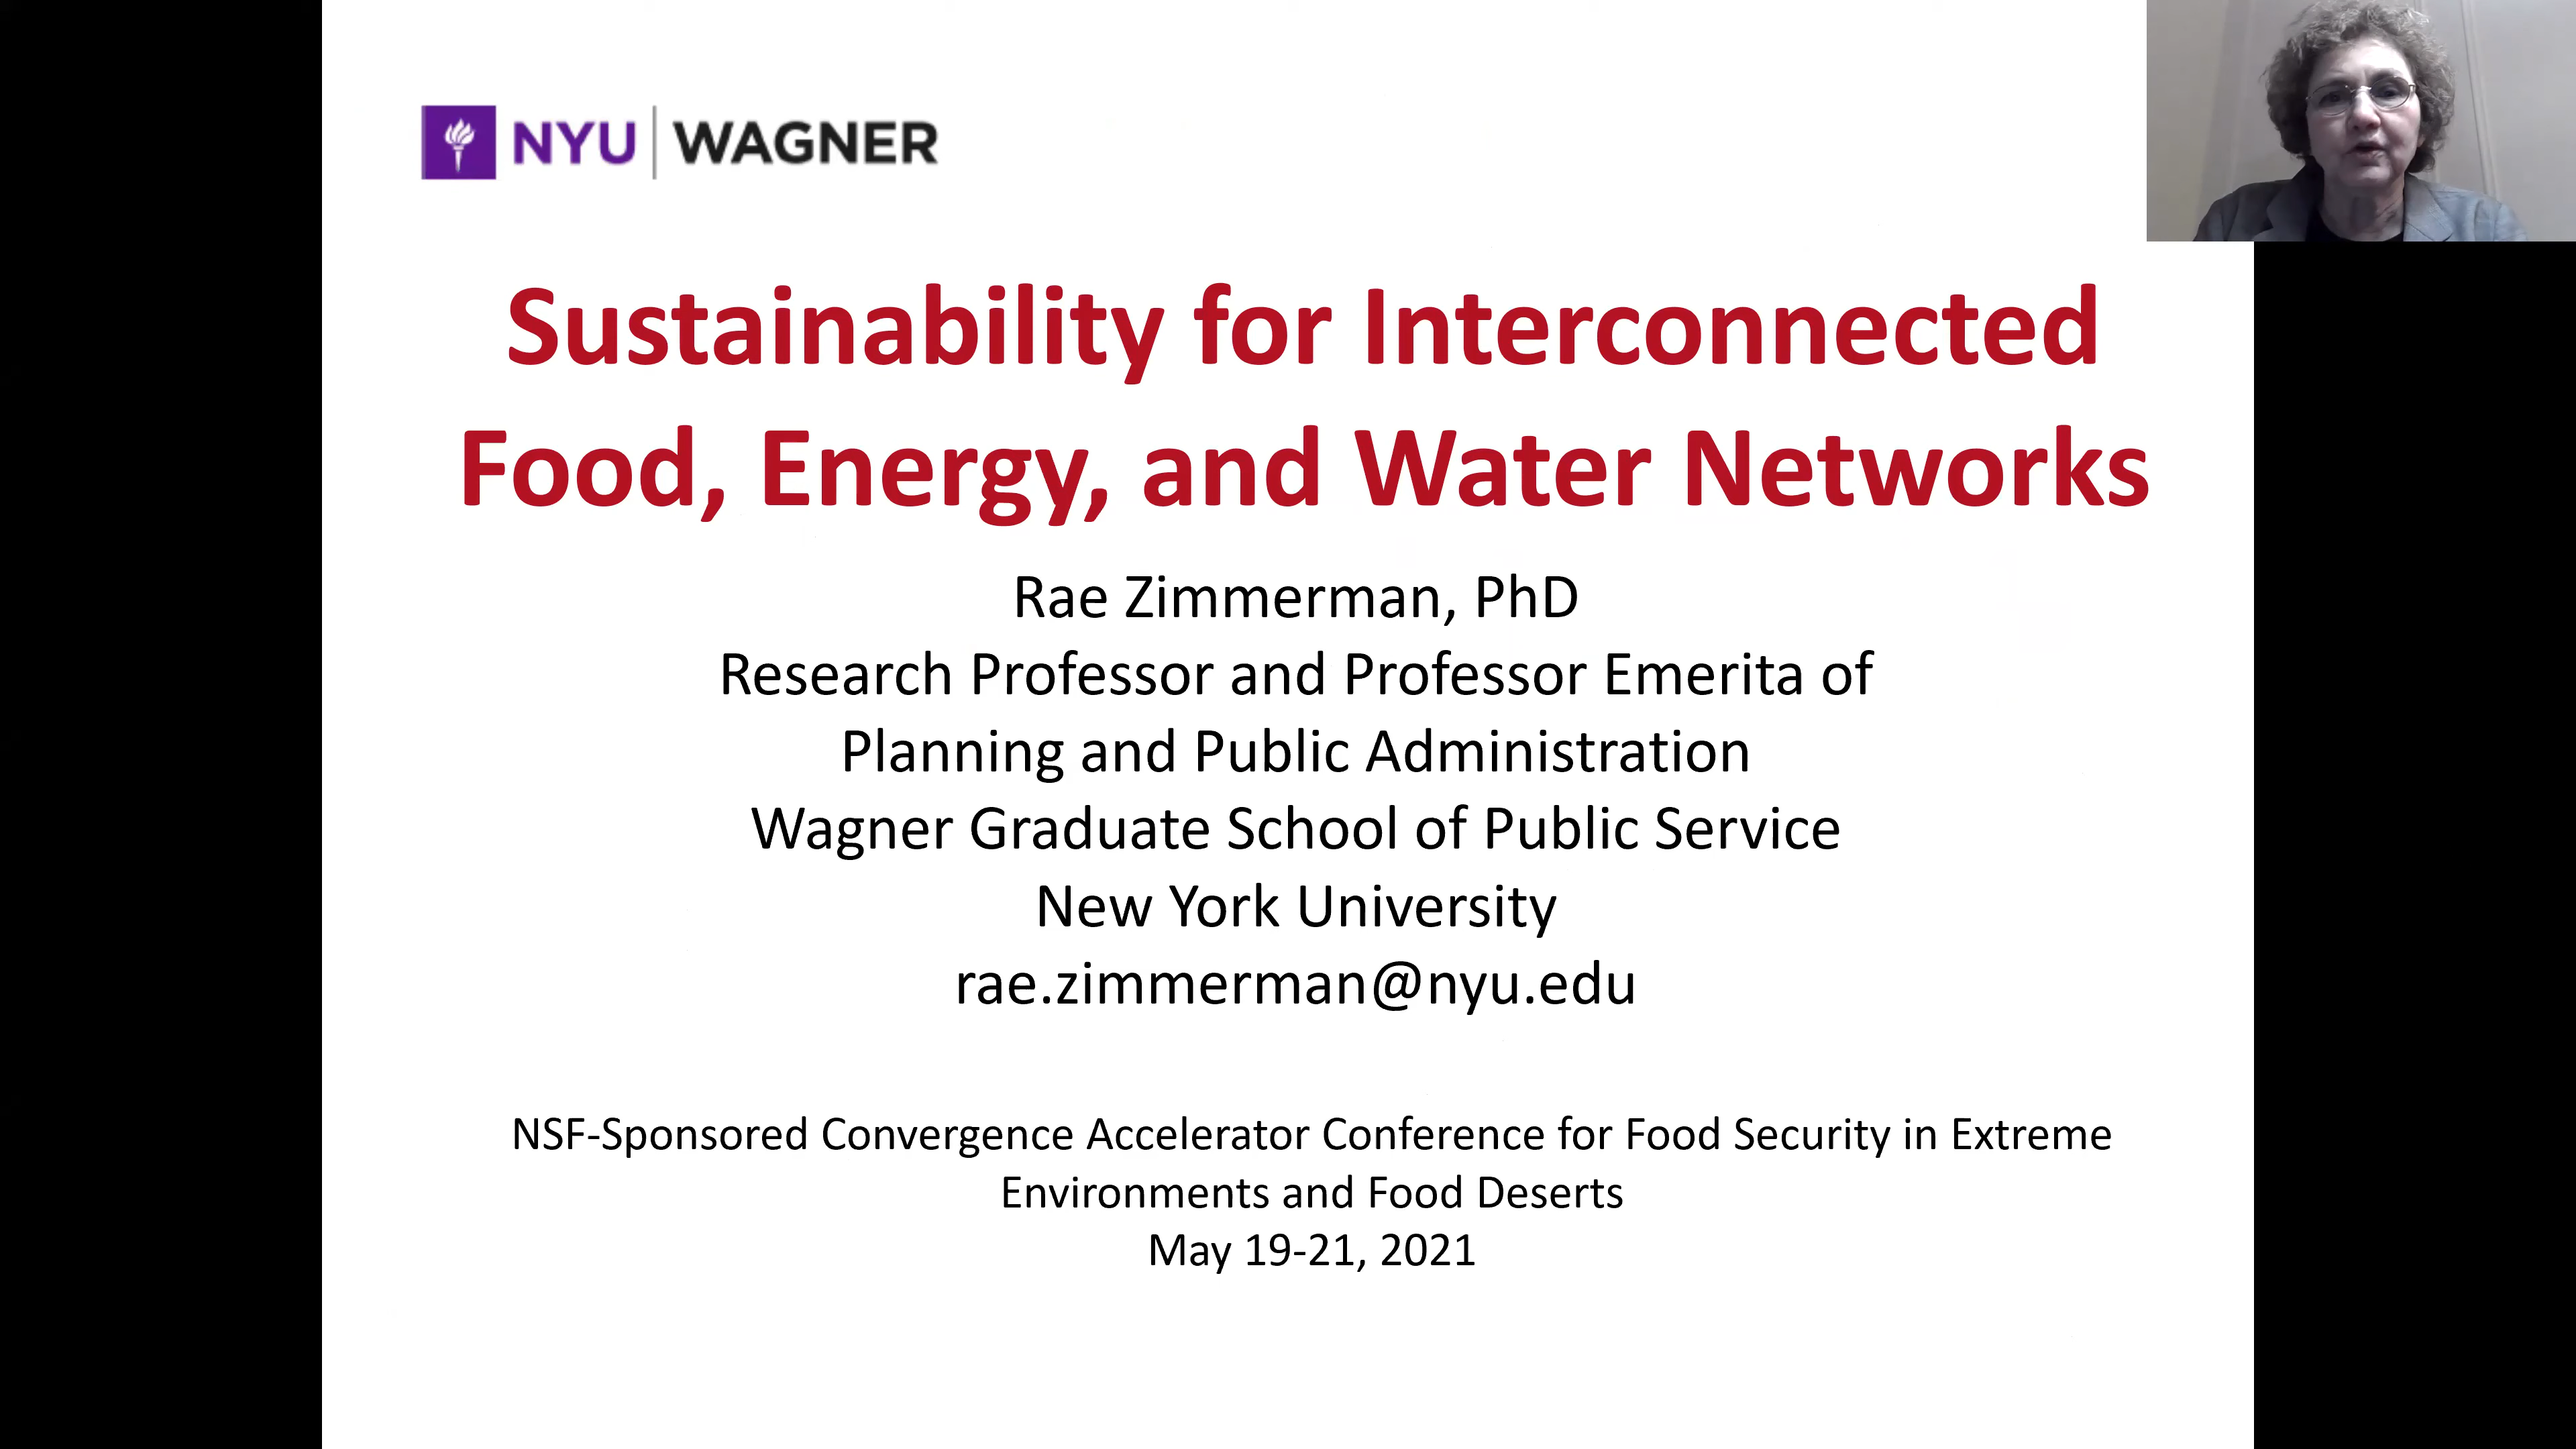 NYU WAGNER
Sustainability for Interconnected
Food, Energy, and Water Networks
Rae Zimmerman, PhD
Research Professor and Professor Emerita of
Planning and Public Administration
Wagner Graduate School of Public Service
New York University
rae.zimmerman@nyu.edu
NSF-Sponsored Convergence Accelerator Conference for Food Security in Extreme
Environments and Food Deserts
May 19-21, 2021